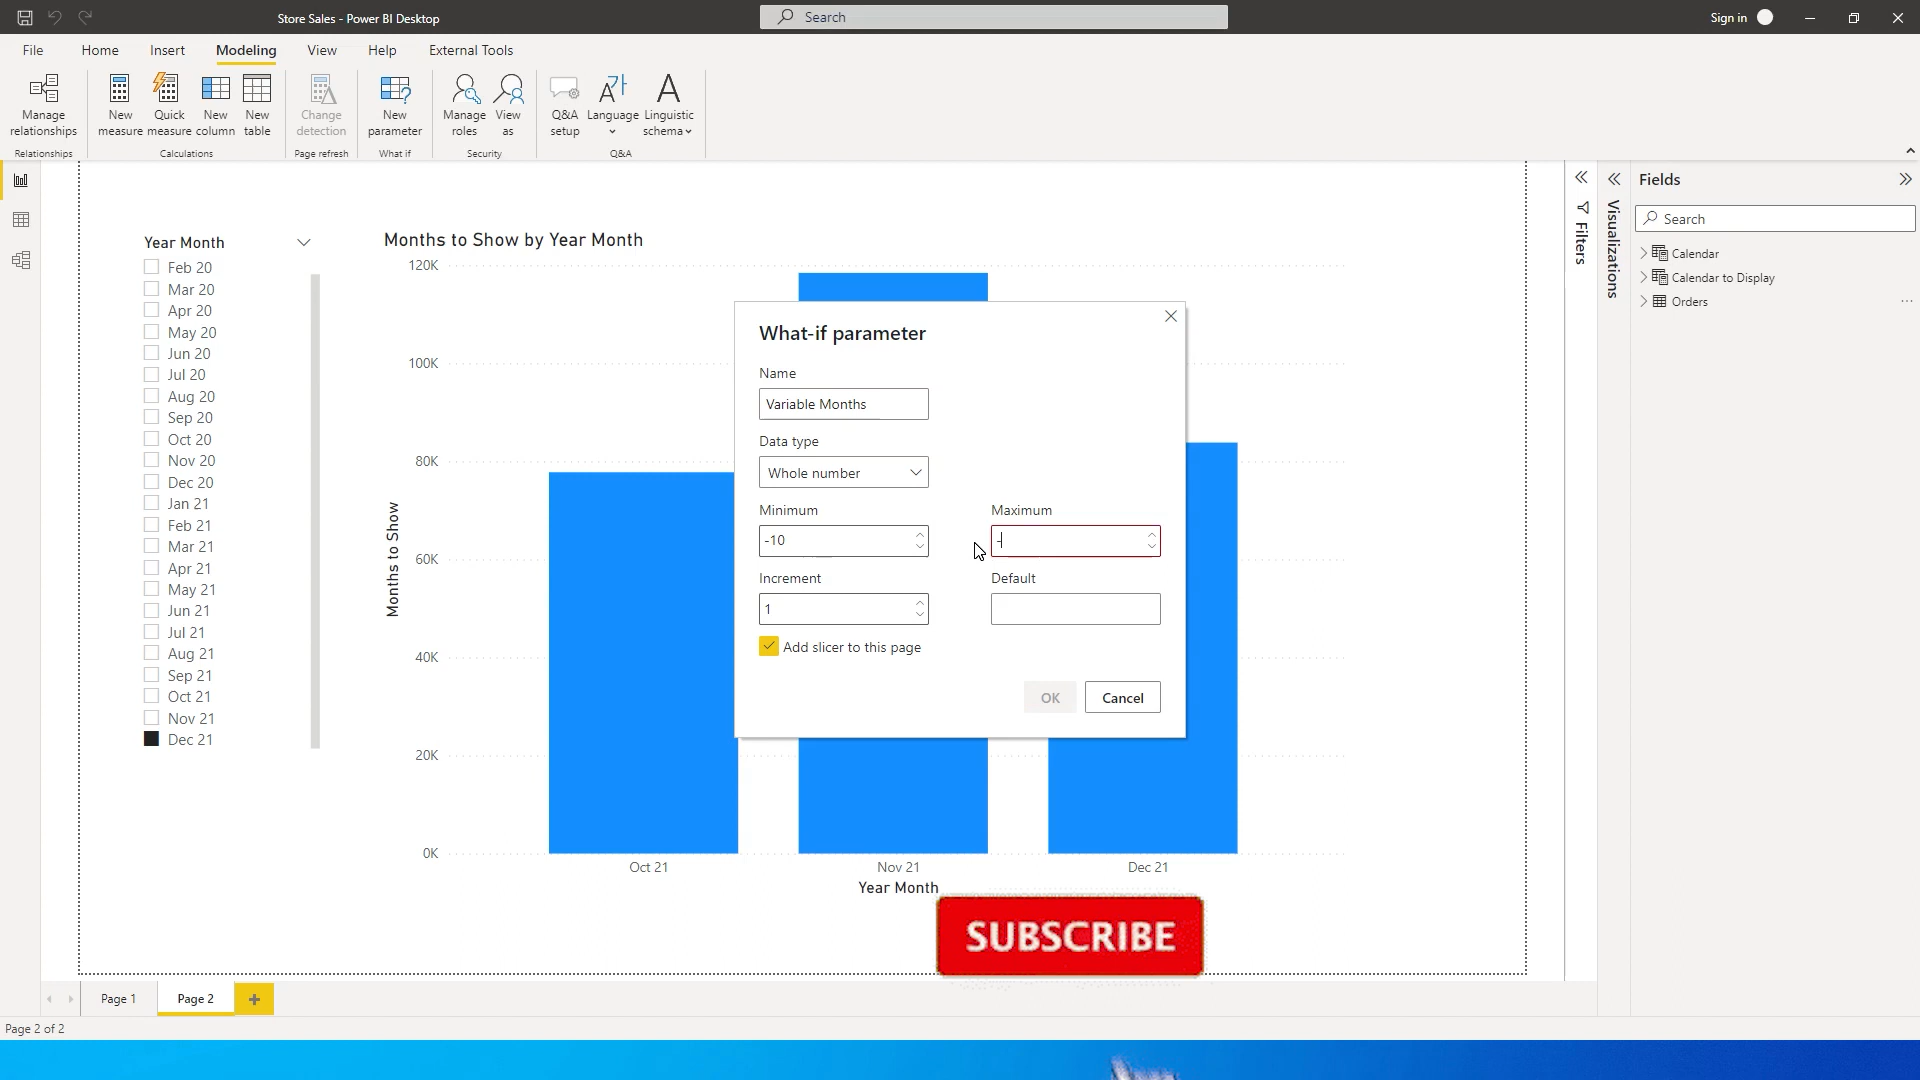 Store Sales - Power BI Desktop
Search
Sign in
File
Home
Insert
Modeling
View
Help
External Tools
Manage
relationships
New
measure
Quick
measure
New
column
New
table
Change
detection
New
parameter
Manage
roles
View
as
Q&A
setup
Language
Linguistic
schema
Relationships
Calculations
Page refresh
What if
Security
Q&A
Year Month
Feb 20
Mar 20
Apr 20
May 20
Jun 20
Jul 20
Aug 20
Sep 20
Oct 20
Nov 20
Dec 20
Jan 21
Feb 21
Mar 21
Apr 21
May 21
Jun 21
Jul 21
Aug 21
Sep 21
Oct 21
Nov 21
Dec 21
Months to Show by Year Month
Months to Show
120K
100K
80K
60K
40K
20K
0K
Oct 21
Nov 21
Dec 21
Year Month
What-if parameter
Name
Variable Months
Data type
Whole number
Minimum
Maximum
-10
-
Increment
Default
1
Add slicer to this page
OK
Cancel
SUBSCRIBE
Filters
Visualizations
Fields
Search
Calendar
Calendar to Display
Orders
Page 1
Page 2
Page 2 of 2